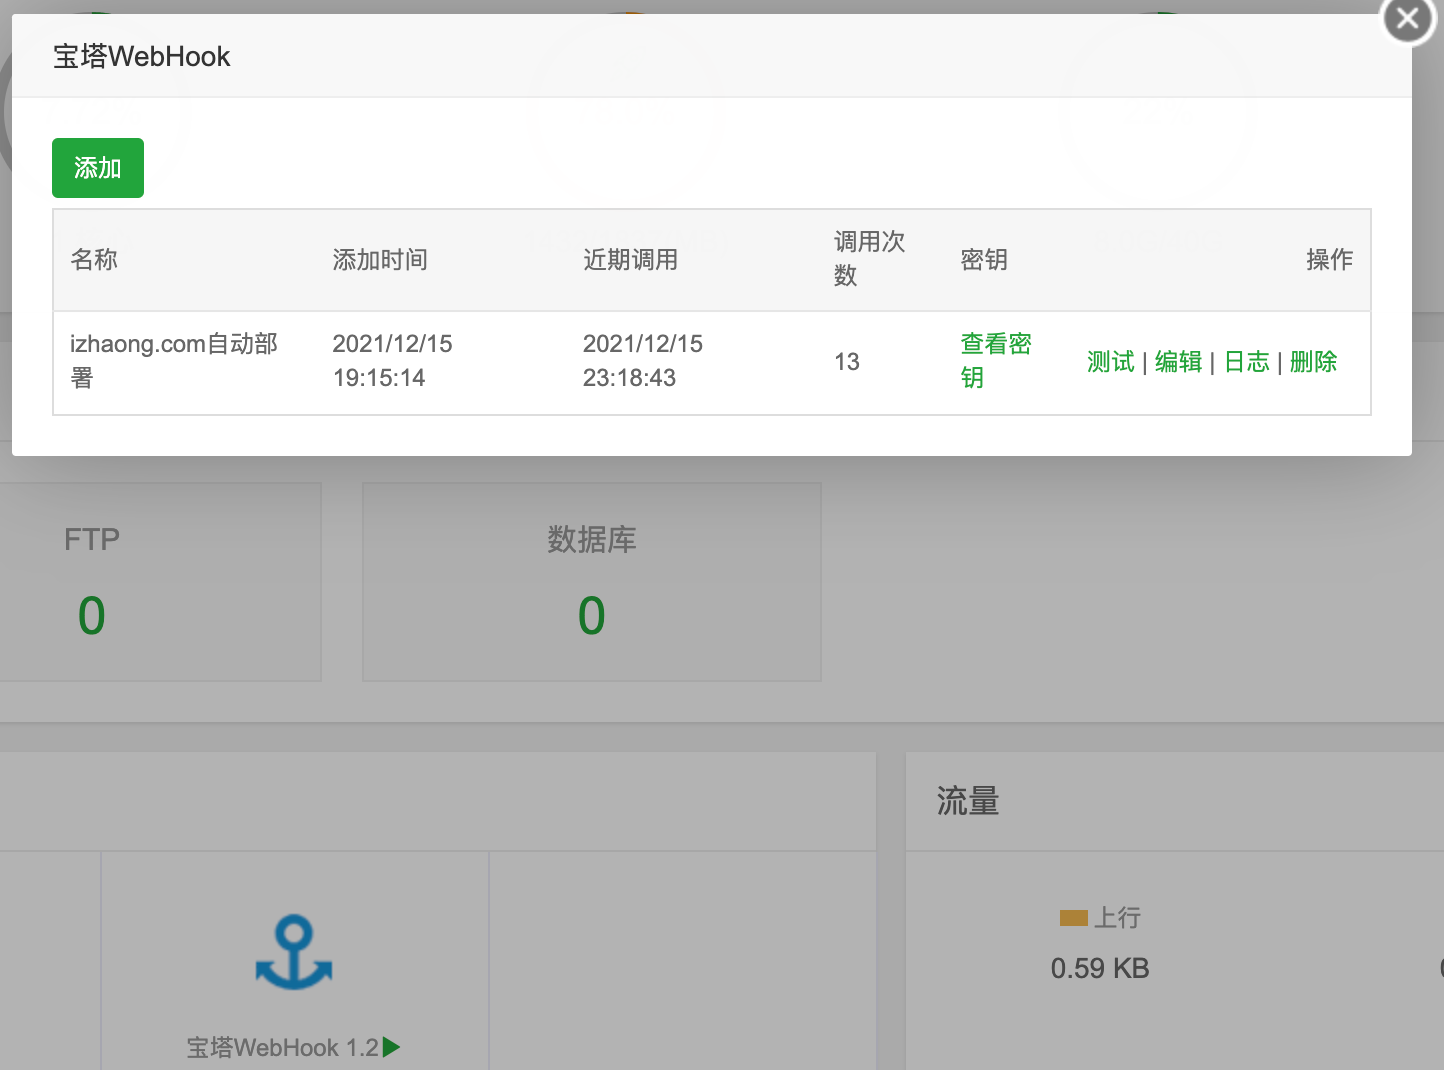 宝塔WebHook
添加
名称
添加时间
近期调用
调用次
数
密钥
操作
izhaong.com自动部
署
2021/12/15
19:15:14
2021/12/15
23:18:43
13
查看密
钥
测试 | 编辑 | 日志 | 删除
FTP
数据库
0
0
流量
上行
0.59 KB
宝塔WebHook 1.2